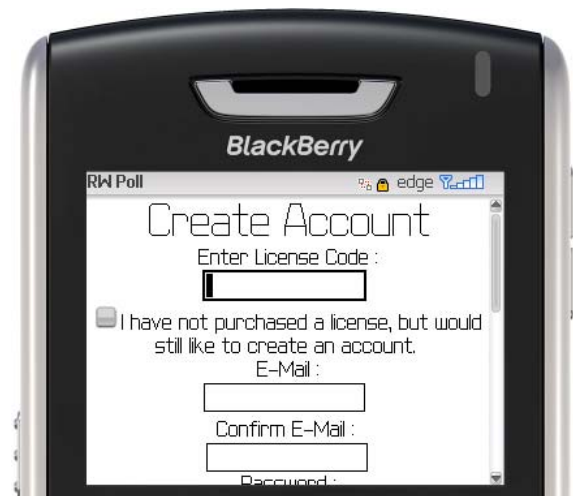 BlackBerry
RW Poll
edge
Create Account
Enter License Code :
I have not purchased a license, but would
still like to create an account.
E-Mail :
Confirm E-Mail :
Password :